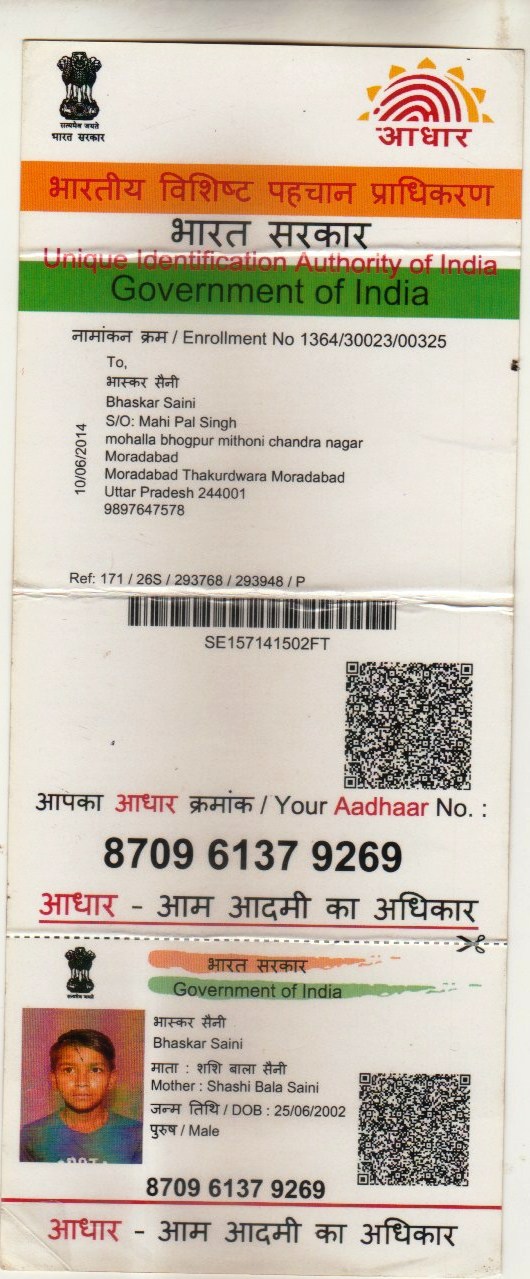 सत्यमेव जयते
भारत सरकार
आधार
भारतीय विशिष्ट पहचान प्राधिकरण
भारत सरकार
Unique Identification Authority of India
Government of India
नामांकन क्रम / Enrollment No 1364/30023/00325
To,
भास्कर सैनी
Bhaskar Saini
S/O: Mahi Pal Singh
mohalla bhogpur mithoni chandra nagar
Moradabad
Moradabad Thakurdwara Moradabad
Uttar Pradesh 244001
9897647578
10/06/2014
Ref: 171 / 26S / 293768 / 293948 / P
SE157141502FT
आपका आधार क्रमांक / Your Aadhaar No. :
8709 6137 9269
आधार - आम आदमी का अधिकार
भारत सरकार
Government of India
भास्कर सैनी
Bhaskar Saini
माता : शशि बाला सैनी
Mother : Shashi Bala Saini
जन्म तिथि / DOB : 25/06/2002
पुरुष / Male
8709 6137 9269
आधार - आम आदमी का अधिकार